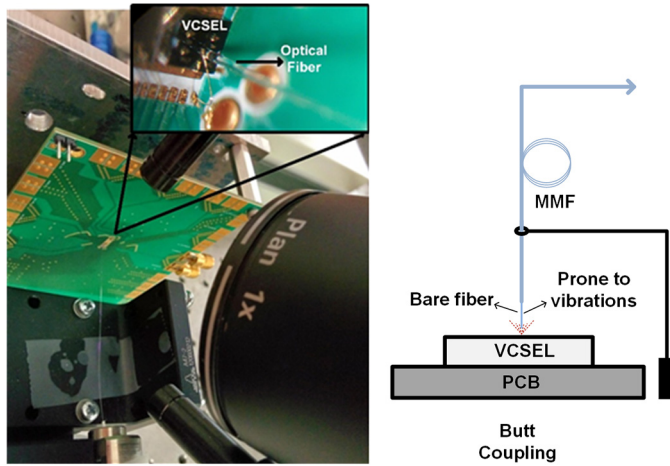 VCSEL
Optical
Fiber
Plan 1x
MMF
Bare fiber
Prone to
vibrations
VCSEL
PCB
Butt
Coupling